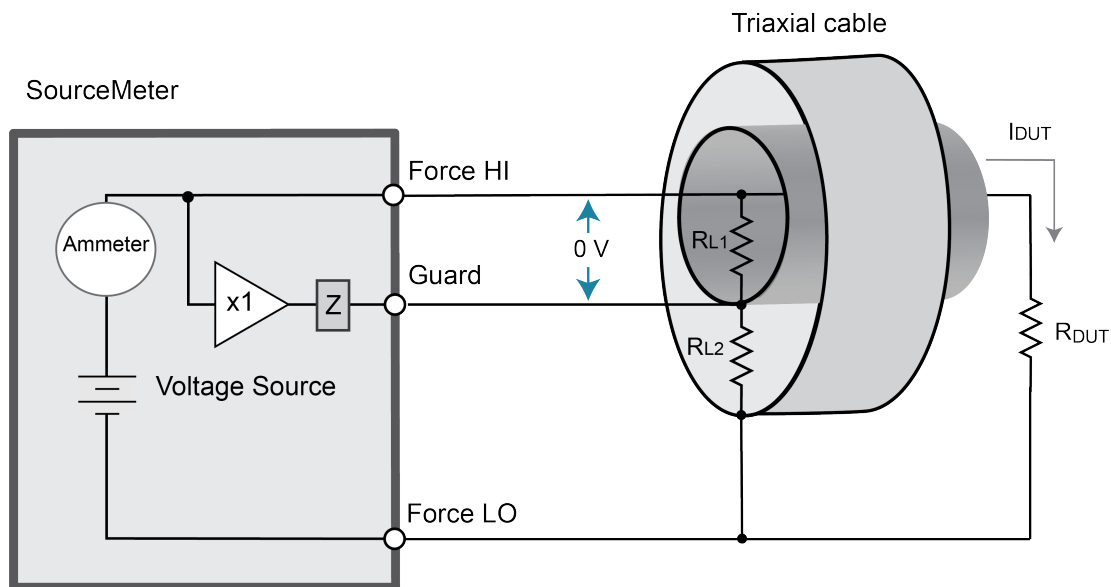 Triaxial cable
SourceMeter
IDUT
Force HI
Ammeter
0 V
RL1
Guard
x1
Z
RL2
RDUT
Voltage Source
Force LO